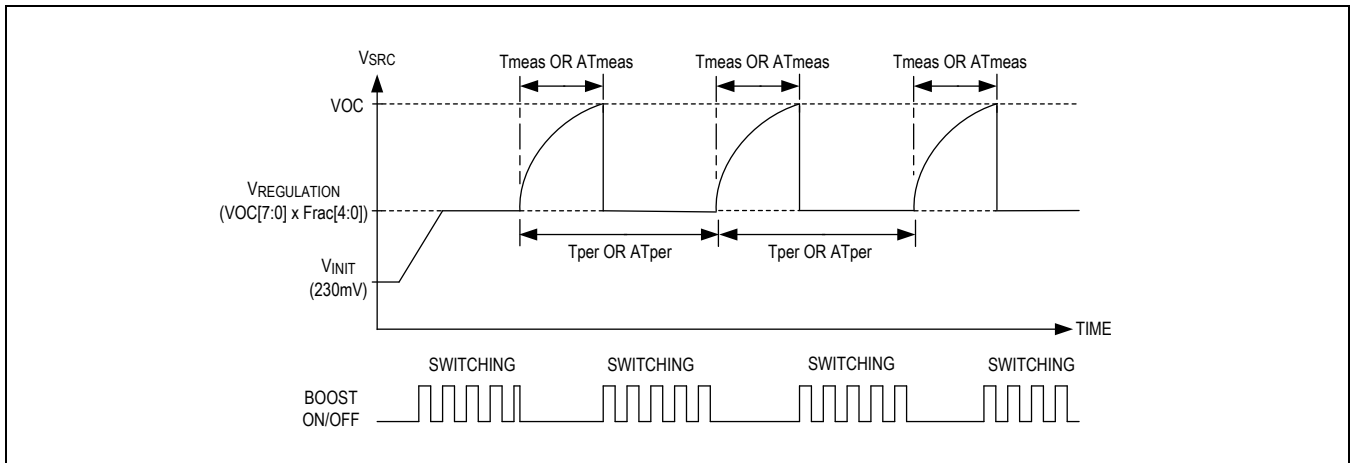 VSRC
Tmeas OR ATmeas Tmeas OR ATmeas Tmeas OR ATmeas
VOC
VREGULATION
(VOC[7:0] x Frac[4:0])
Tper OR ATper Tper OR ATper
VINIT
(230mV)
TIME
SWITCHING SWITCHING SWITCHING SWITCHING
BOOST
ON/OFF